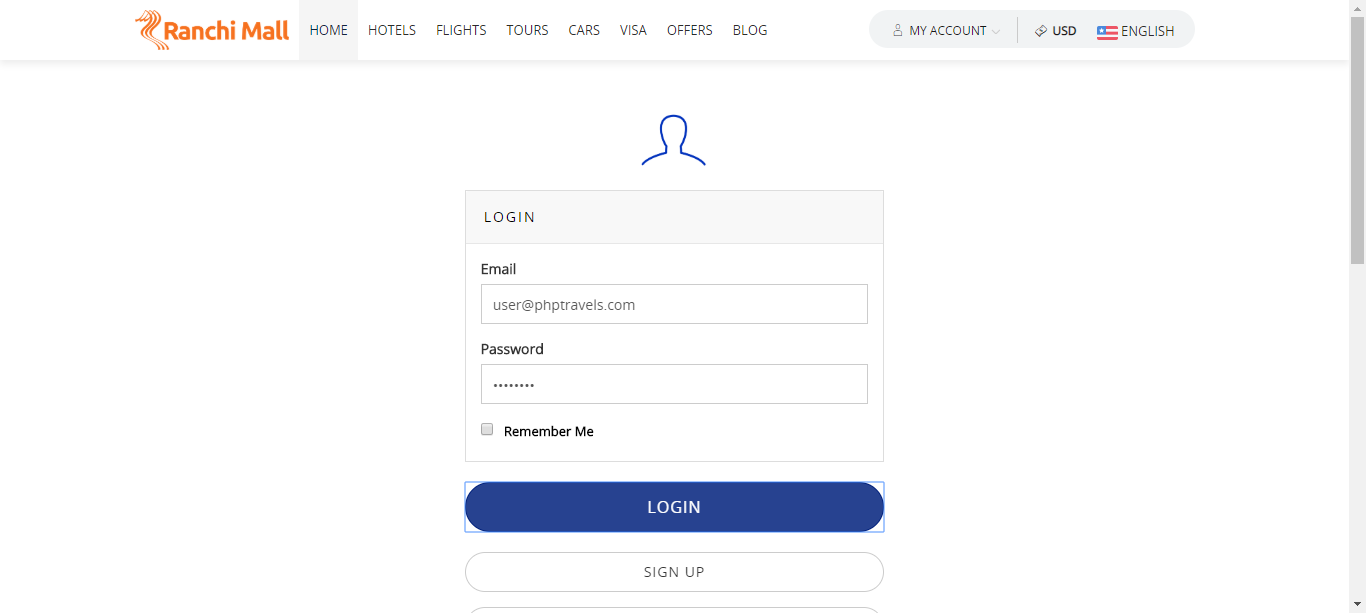 Ranchi Mall HOME HOTELS FLIGHTS TOURS CARS VISA OFFERS BLOG MY ACCOUNT USD ENGLISH
LOGIN
Email
user@phptravels.com
Password
••••••••
Remember Me
LOGIN
SIGN UP